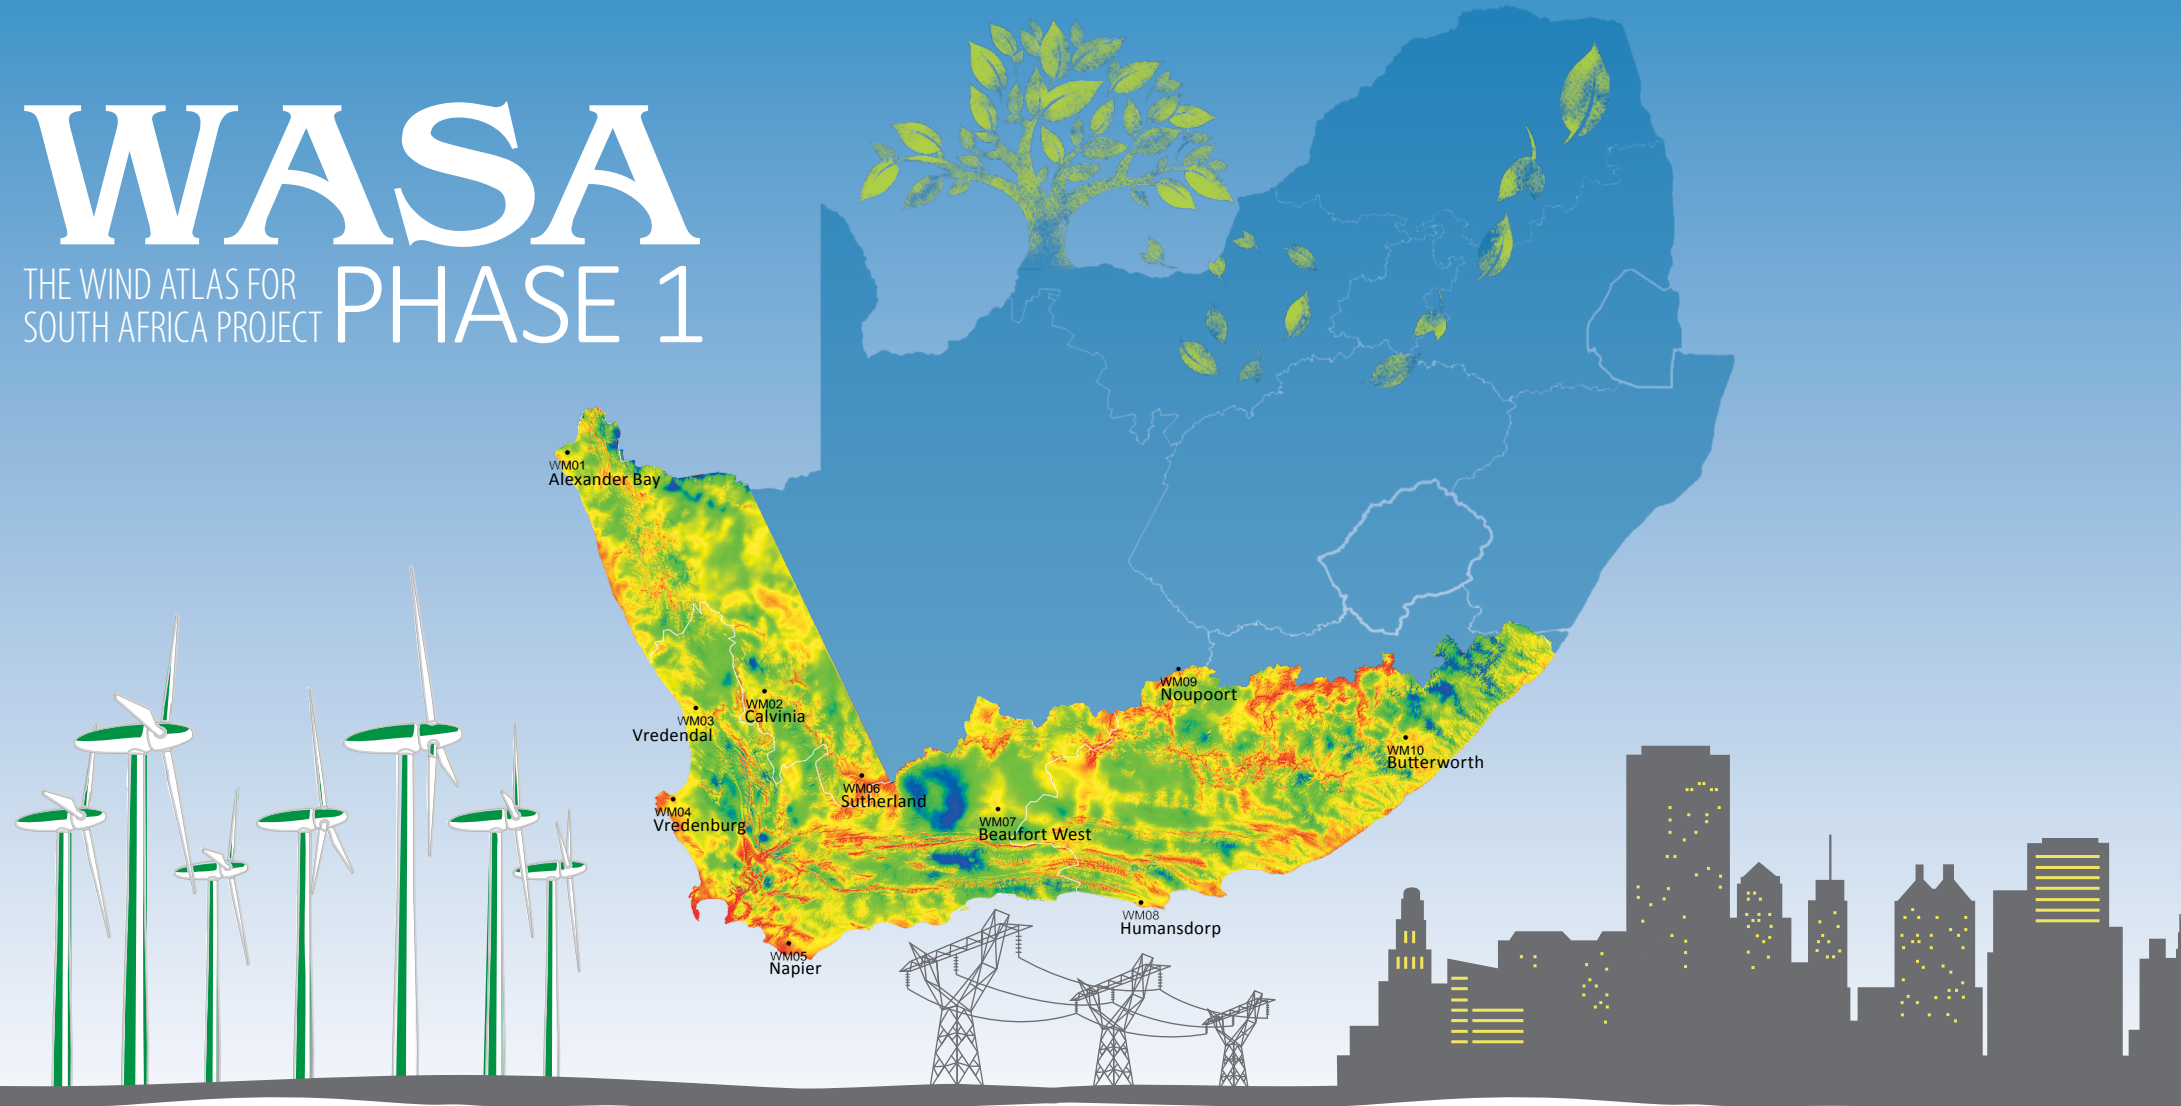 WASA
THE WIND ATLAS FOR
SOUTH AFRICA PROJECT
PHASE 1
WM01
Alexander Bay
WM09
Noupoort
WM02
Calvinia
WM03
Vredendal
WM10
Butterworth
WM06
Sutherland
WM04
Vredenburg
WM07
Beaufort West
WM08
Humansdorp
WM05
Napier